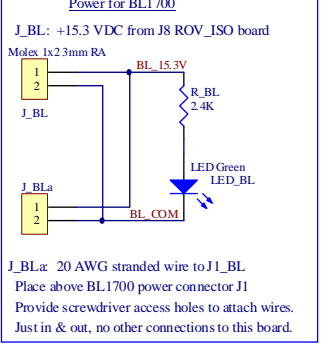 Power for BL1700
J_BL: +15.3 VDC from J8 ROV_ISO board
Molex 1x2 3mm RA
BL_15.3V
1
2
R_BL
2.4K
J_BL
LED Green
LED_BL
J_BLa
1
2
BL_COM
J_BLa: 20 AWG stranded wire to J1_BL
Place above BL1700 power connector J1
Provide screwdriver access holes to attach wires.
Just in & out, no other connections to this board.